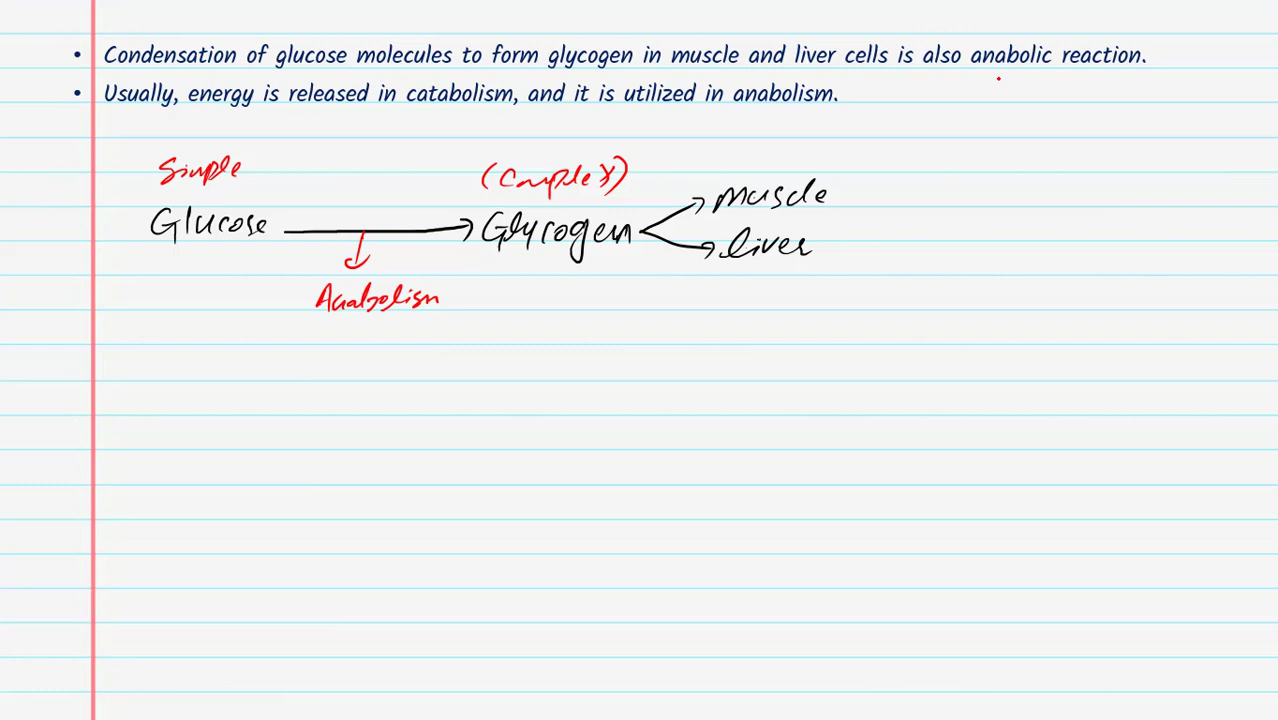 • Condensation of glucose molecules to form glycogen in muscle and liver cells is also anabolic reaction.
• Usually, energy is released in catabolism, and it is utilized in anabolism.
Simple
(Complex)
Glucose → Glycogen
Muscle
liver
Anabolism